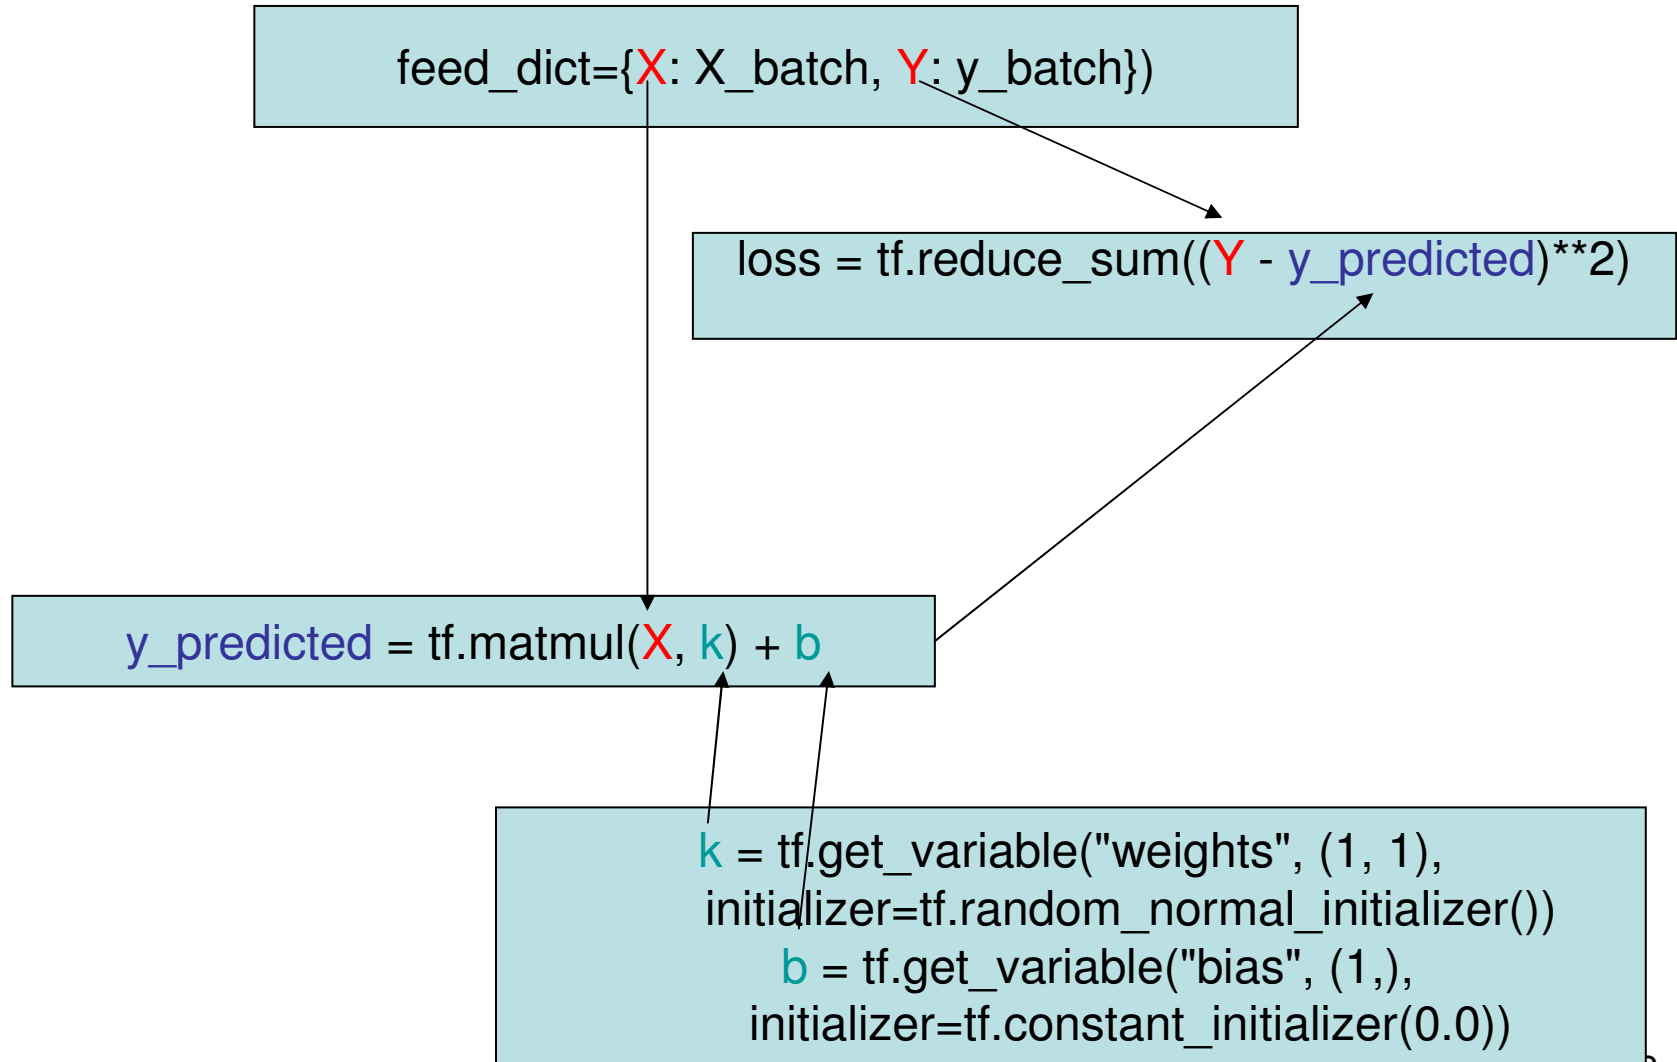 feed_dict={X: X_batch, Y: y_batch})
loss = tf.reduce_sum((Y - y_predicted)**2)
y_predicted = tf.matmul(X, k) + b
k = tf.get_variable("weights", (1, 1),
initializer=tf.random_normal_initializer())
b = tf.get_variable("bias", (1,),
initializer=tf.constant_initializer(0.0))